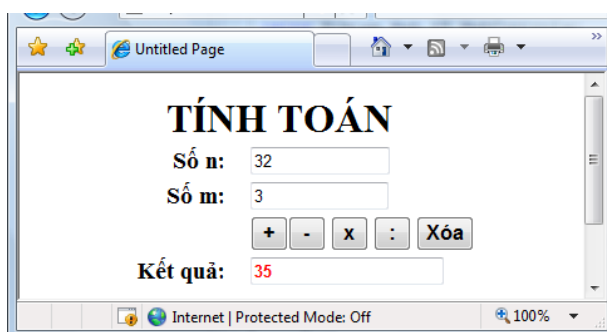 Untitled Page
»
TÍNH TOÁN
Số n: 32
Số m: 3
+ - x : Xóa
Kết quả: 35
Internet | Protected Mode: Off 100%